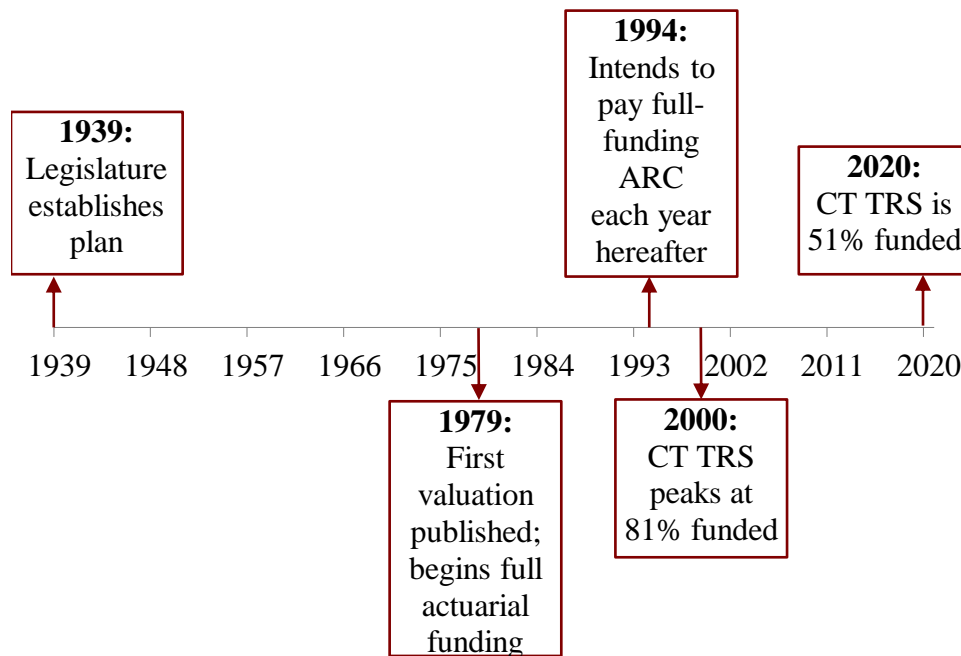 1939:
Legislature
establishes
plan
1994:
Intends to
pay full-
funding
ARC
each year
hereafter
2020:
CT TRS is
51% funded
1939 1948 1957 1966 1975 1984 1993 2002 2011 2020
1979:
First
valuation
published;
begins full
actuarial
funding
2000:
CT TRS
peaks at
81% funded